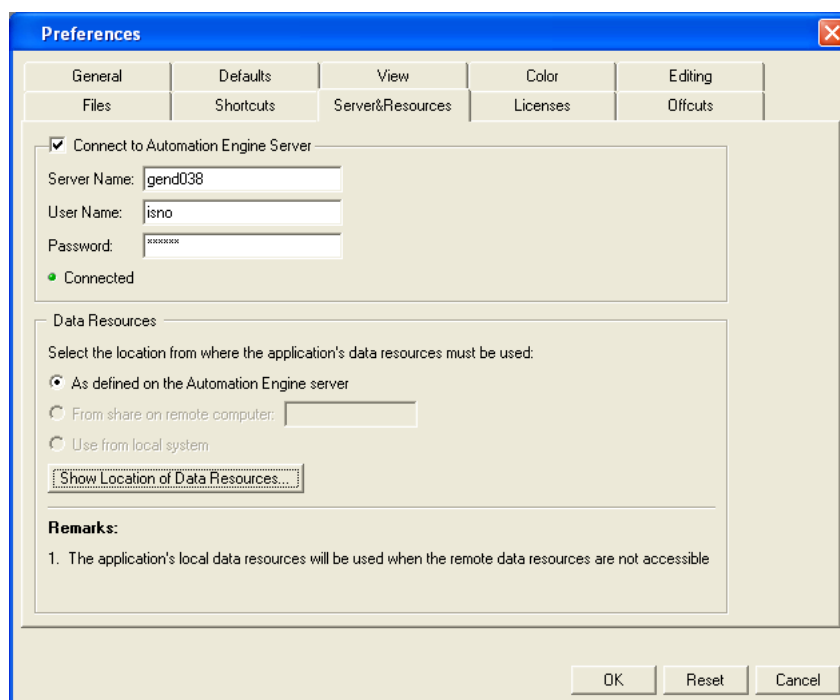 Preferences
General Defaults View Color Editing
Files Shortcuts Server&Resources Licenses Offcuts
Connect to Automation Engine Server
Server Name: gend038
User Name: isno
Password: ******
Connected
Data Resources
Select the location from where the application's data resources must be used:
As defined on the Automation Engine server
From share on remote computer:
Use from local system
Show Location of Data Resources...
Remarks:
1. The application's local data resources will be used when the remote data resources are not accessible
OK Reset Cancel